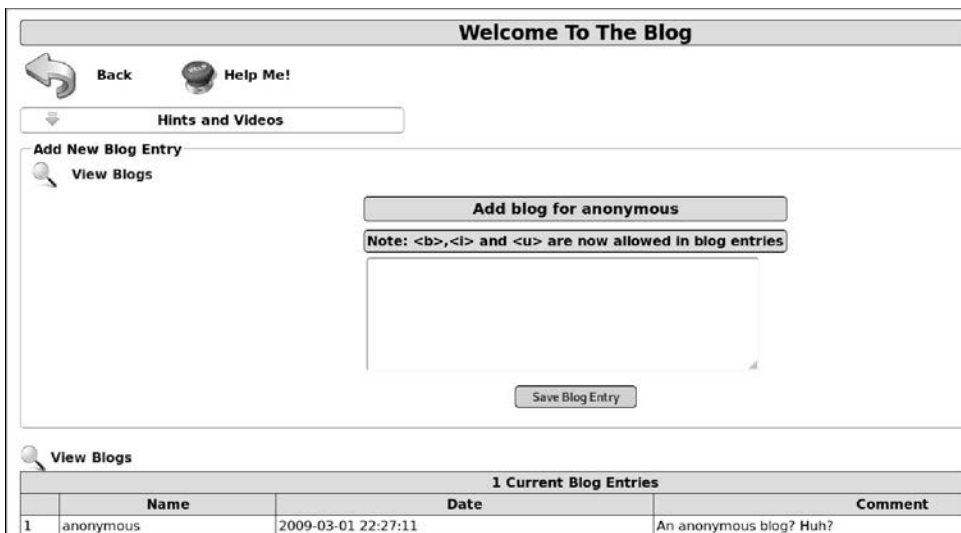 Welcome To The Blog
Back
HELP
Help Me!
Hints and Videos
Add New Blog Entry
View Blogs
Add blog for anonymous
Note: <b>,<i> and <u> are now allowed in blog entries
Save Blog Entry
View Blogs
1 Current Blog Entries
Name Date Comment
1 anonymous 2009-03-01 22:27:11 An anonymous blog? Huh?